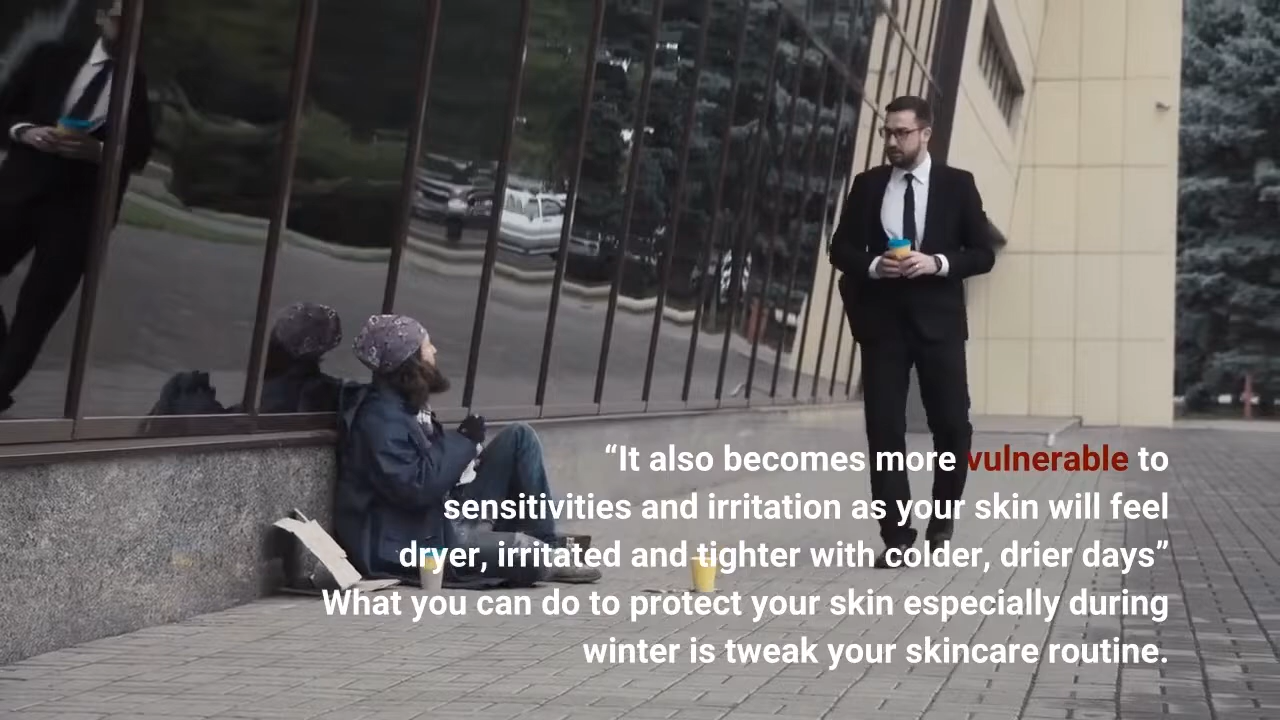 “It also becomes more vulnerable to
sensitivities and irritation as your skin will feel
dryer, irritated and tighter with colder, drier days”
What you can do to protect your skin especially during
winter is tweak your skincare routine.